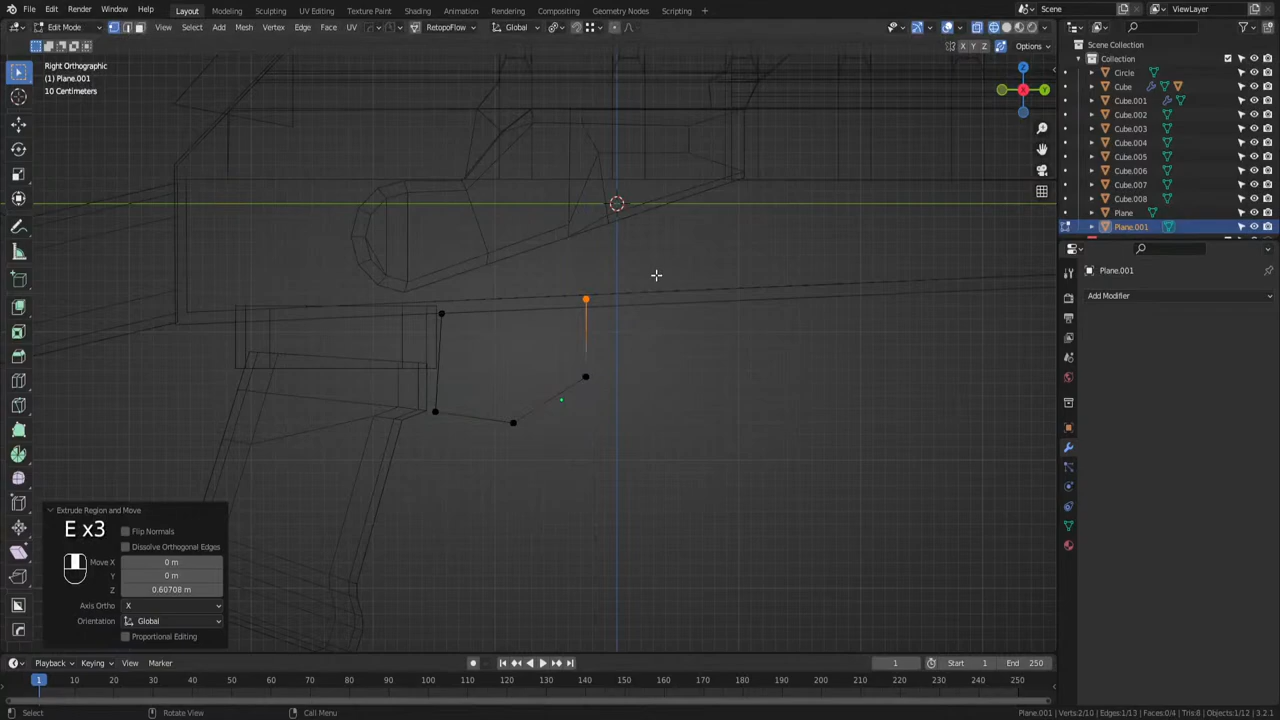 File Edit Render Window Help Layout Modeling Sculpting UV Editing Texture Paint Shading Animation Rendering Compositing Geometry Nodes Scripting + Scene ViewLayer
Edit Mode View Select Add Mesh Vertex Edge Face UV RetopoFlow Global
X Y Z Options
Right Orthographic
(1) Plane.001
10 Centimeters
Scene Collection
Collection
Circle
Cube
Cube.001
Cube.002
Cube.003
Cube.004
Cube.005
Cube.006
Cube.007
Cube.008
Plane
Plane.001
Plane.001
Add Modifier
Extrude Region and Move
E x3
Flip Normals
Dissolve Orthogonal Edges
Move X 0 m
Y 0 m
Z 0.60708 m
Axis Ortho X
Orientation Global
Proportional Editing
Playback Keying View Marker 1 Start 1 End 250
1 10 20 30 40 50 60 70 80 90 100 110 120 130 140 150 160 170 180 190 200 210 220 230 240 250
Select Rotate View Call Menu Plane.001 | Verts:2/10 | Edges:1/13 | Faces:0/4 | Tris:8 | Objects:1/12 | 3.2.1